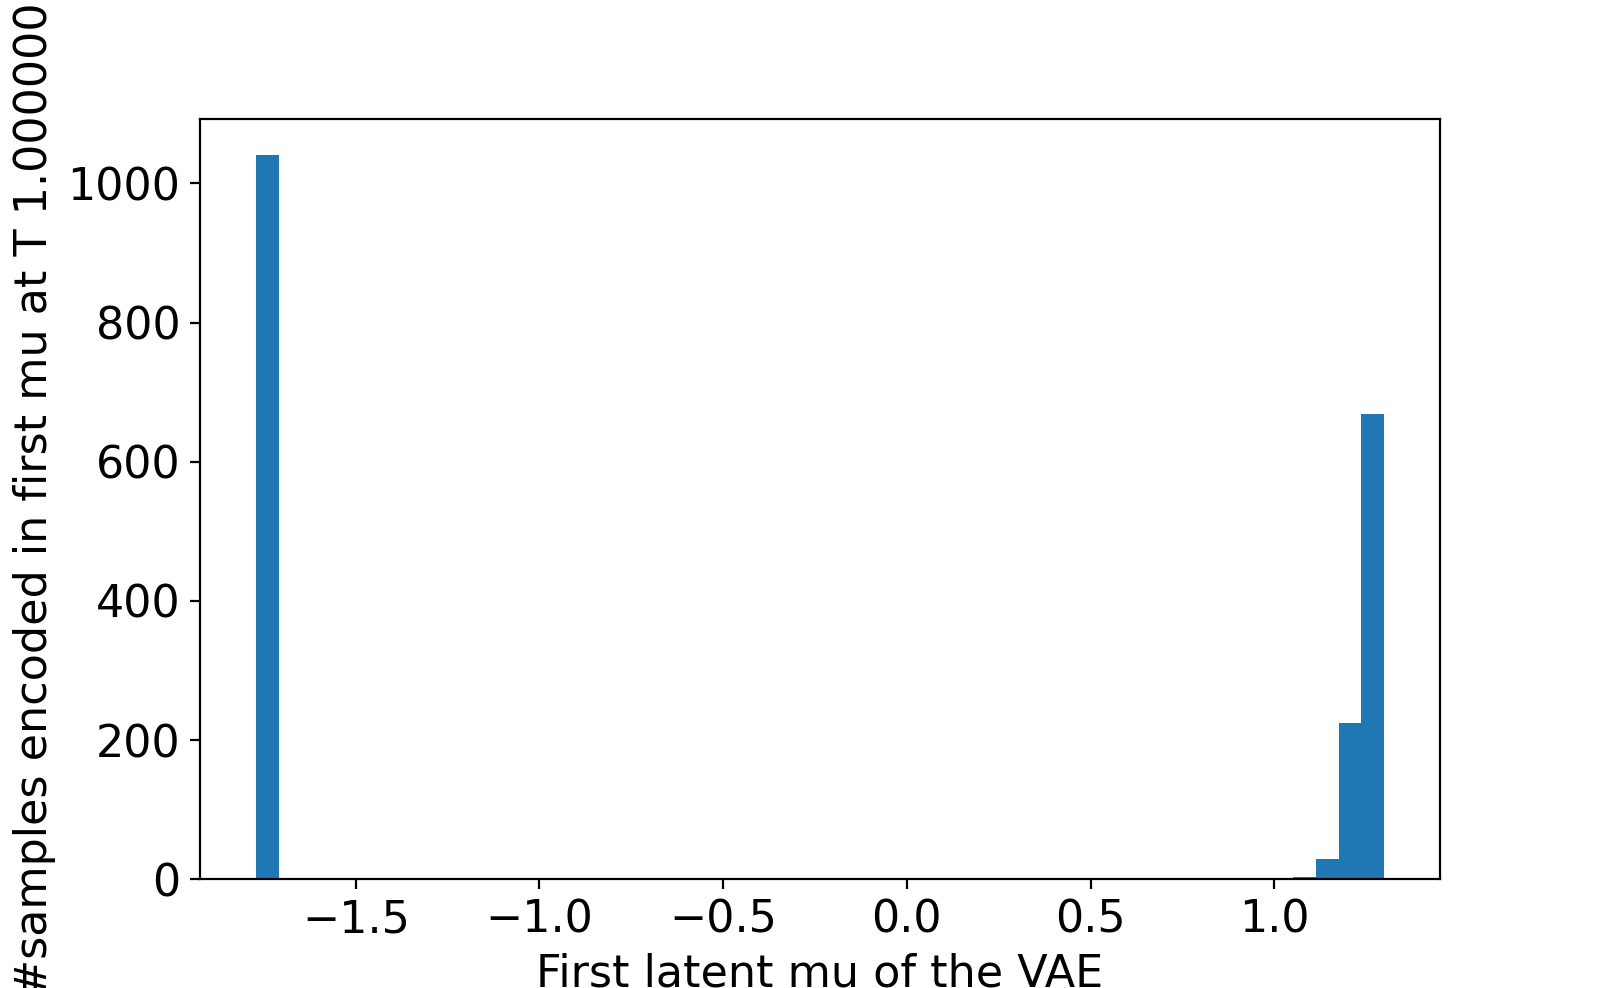 #samples encoded in first mu at T 1.000000
1000
800
600
400
200
0
−1.5 −1.0 −0.5 0.0 0.5 1.0
First latent mu of the VAE